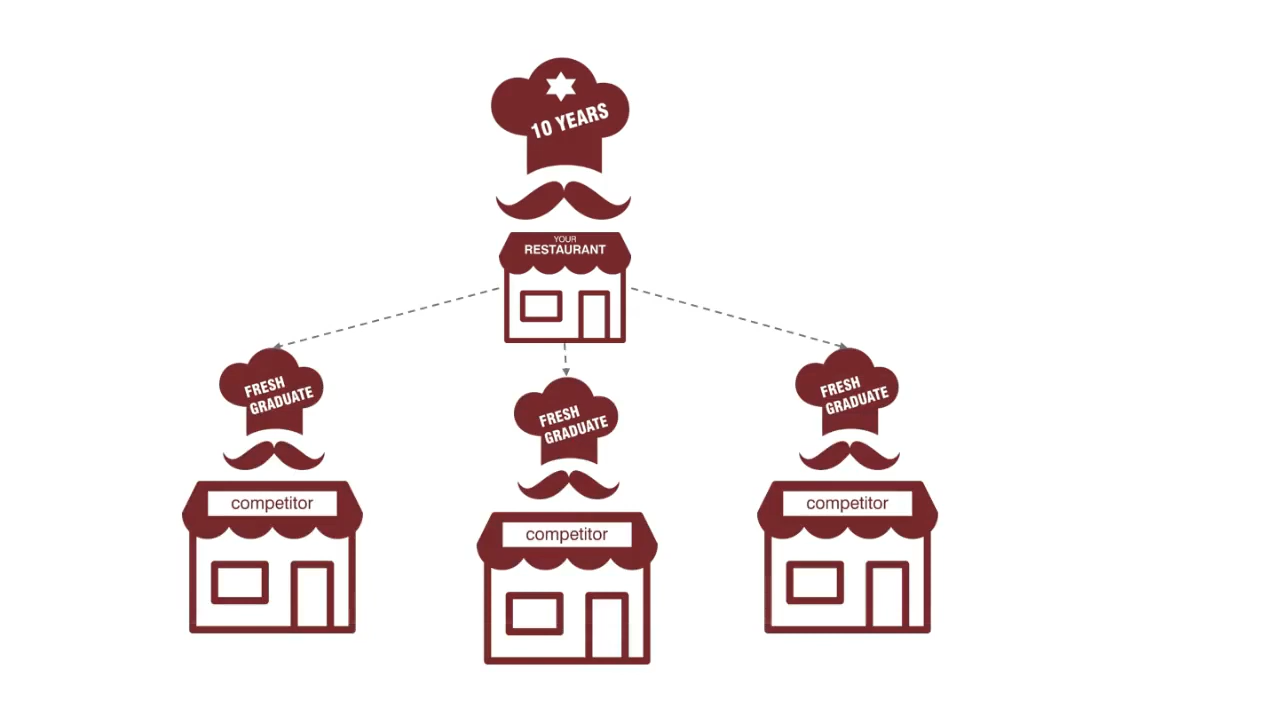 10 YEARS
YOUR
RESTAURANT
FRESH
GRADUATE
competitor
FRESH
GRADUATE
competitor
FRESH
GRADUATE
competitor